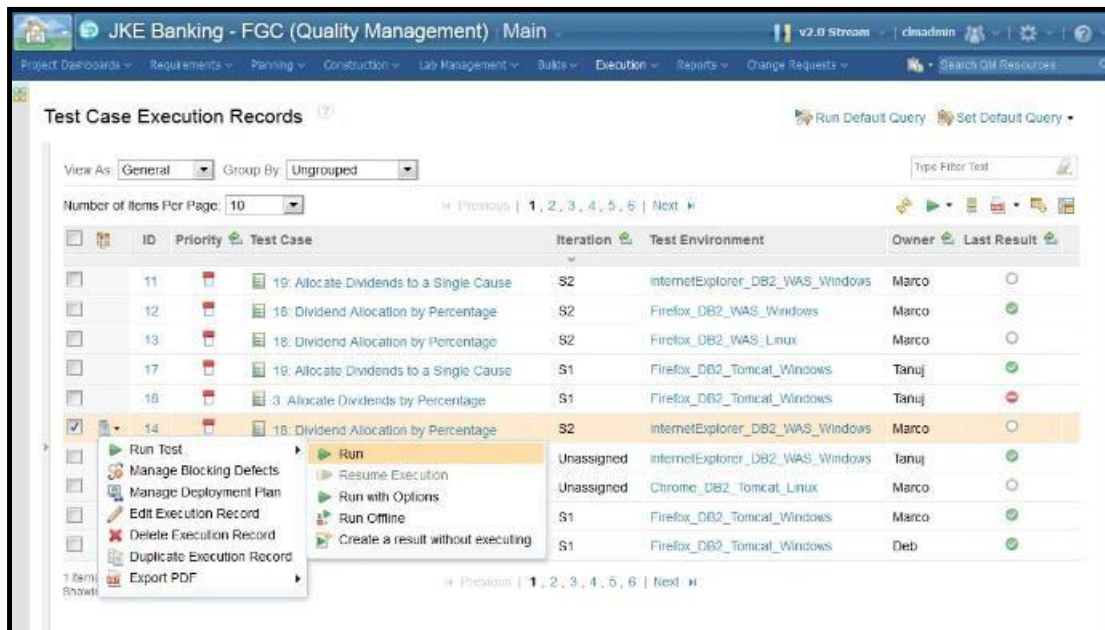 JKE Banking - FGC (Quality Management) Main
v2.0 Stream clmadmin
Project Dashboards Requirements Planning Construction Lab Management Builds Execution Reports Change Requests Search QM Resources
Test Case Execution Records
Run Default Query Set Default Query
View As: General Group By: Ungrouped Type Filter Text
Number of Items Per Page: 10 Previous | 1, 2, 3, 4, 5, 6 | Next
ID Priority Test Case Iteration Test Environment Owner Last Result
11 19: Allocate Dividends to a Single Cause S2 InternetExplorer_DB2_WAS_Windows Marco
12 18: Dividend Allocation by Percentage S2 Firefox_DB2_WAS_Windows Marco
13 18: Dividend Allocation by Percentage S2 Firefox_DB2_WAS_Linux Marco
17 19: Allocate Dividends to a Single Cause S1 Firefox_DB2_Tomcat_Windows Tanuj
18 3: Allocate Dividends by Percentage S1 Firefox_DB2_Tomcat_Windows Tanuj
14 18: Dividend Allocation by Percentage S2 InternetExplorer_DB2_WAS_Windows Marco
Run Test
Manage Blocking Defects
Manage Deployment Plan
Edit Execution Record
Delete Execution Record
Duplicate Execution Record
Export PDF
Run
Resume Execution
Run with Options
Run Offline
Create a result without executing
Unassigned InternetExplorer_DB2_WAS_Windows Tanuj
Unassigned Chrome_DB2_Tomcat_Linux Marco
S1 Firefox_DB2_Tomcat_Windows Marco
S1 Firefox_DB2_Tomcat_Windows Deb
Previous | 1, 2, 3, 4, 5, 6 | Next